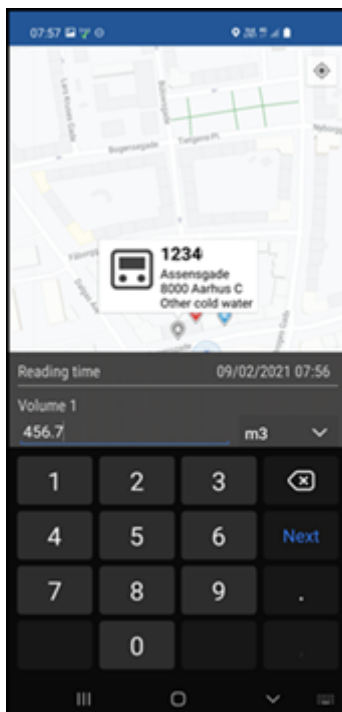 07:57
Lars Kruses Gade
Bogensegade
Tietgens Pl.
Nyborg
1234
Assensgade
8000 Aarhus C
Other cold water
Reading time 09/02/2021 07:56
Volume 1
456.7 m3
1 2 3
4 5 6 Next
7 8 9 .
0 ,